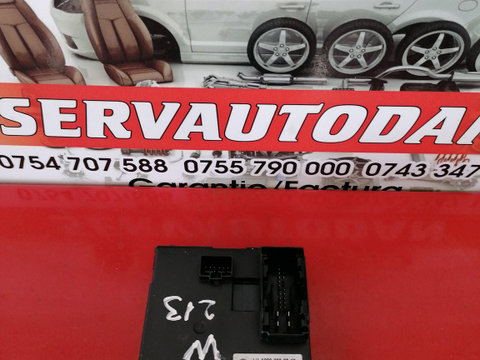 SERVAUTODA
0754 707 588 0755 790 000 0743 347
Garantie/Factura
213
W